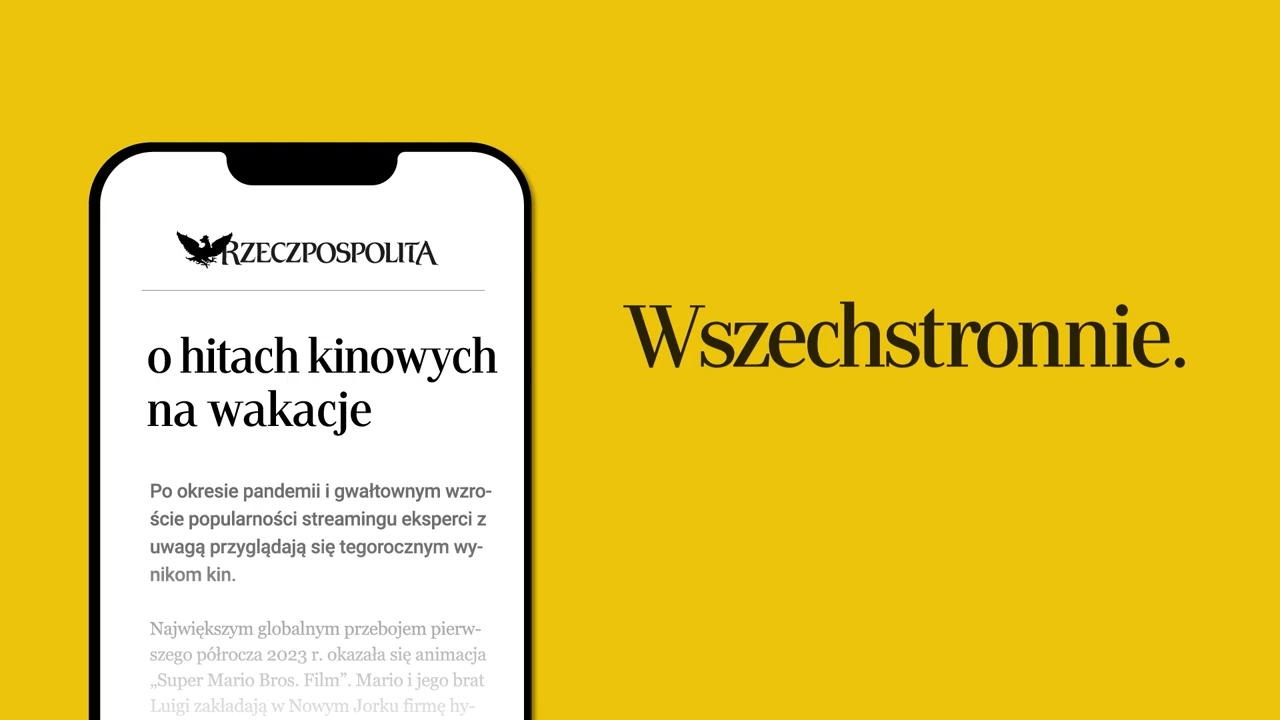 RZECZPOSPOLITA
o hitach kinowych
na wakacje
Po okresie pandemii i gwałtownym wzro-
ście popularności streamingu eksperci z
uwagą przyglądają się tegorocznym wy-
nikom kin.
Największym globalnym przebojem pierw-
szego półrocza 2023 r. okazała się animacja
„Super Mario Bros. Film”. Mario i jego brat
Luigi zakładają w Nowym Jorku firmę hy-
Wszechstronnie.